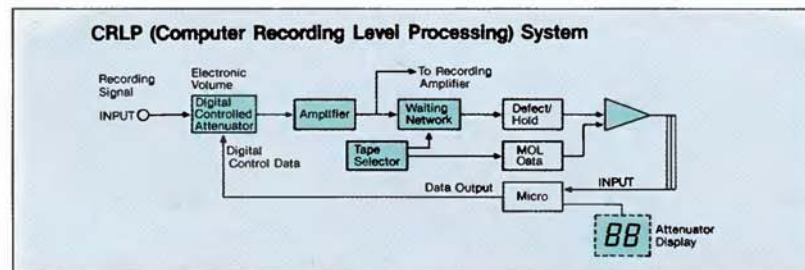 CRLP (Computer Recording Level Processing) System
Recording
Signal
INPUT
Electronic
Volume
Digital
Controlled
Attenuator
Amplifier
To Recording
Amplifier
Waiting
Network
Defect/
Hold
Tape
Selector
MOL
Data
Digital
Control Data
Data Output
Micro
INPUT
88
Attenuator
Display